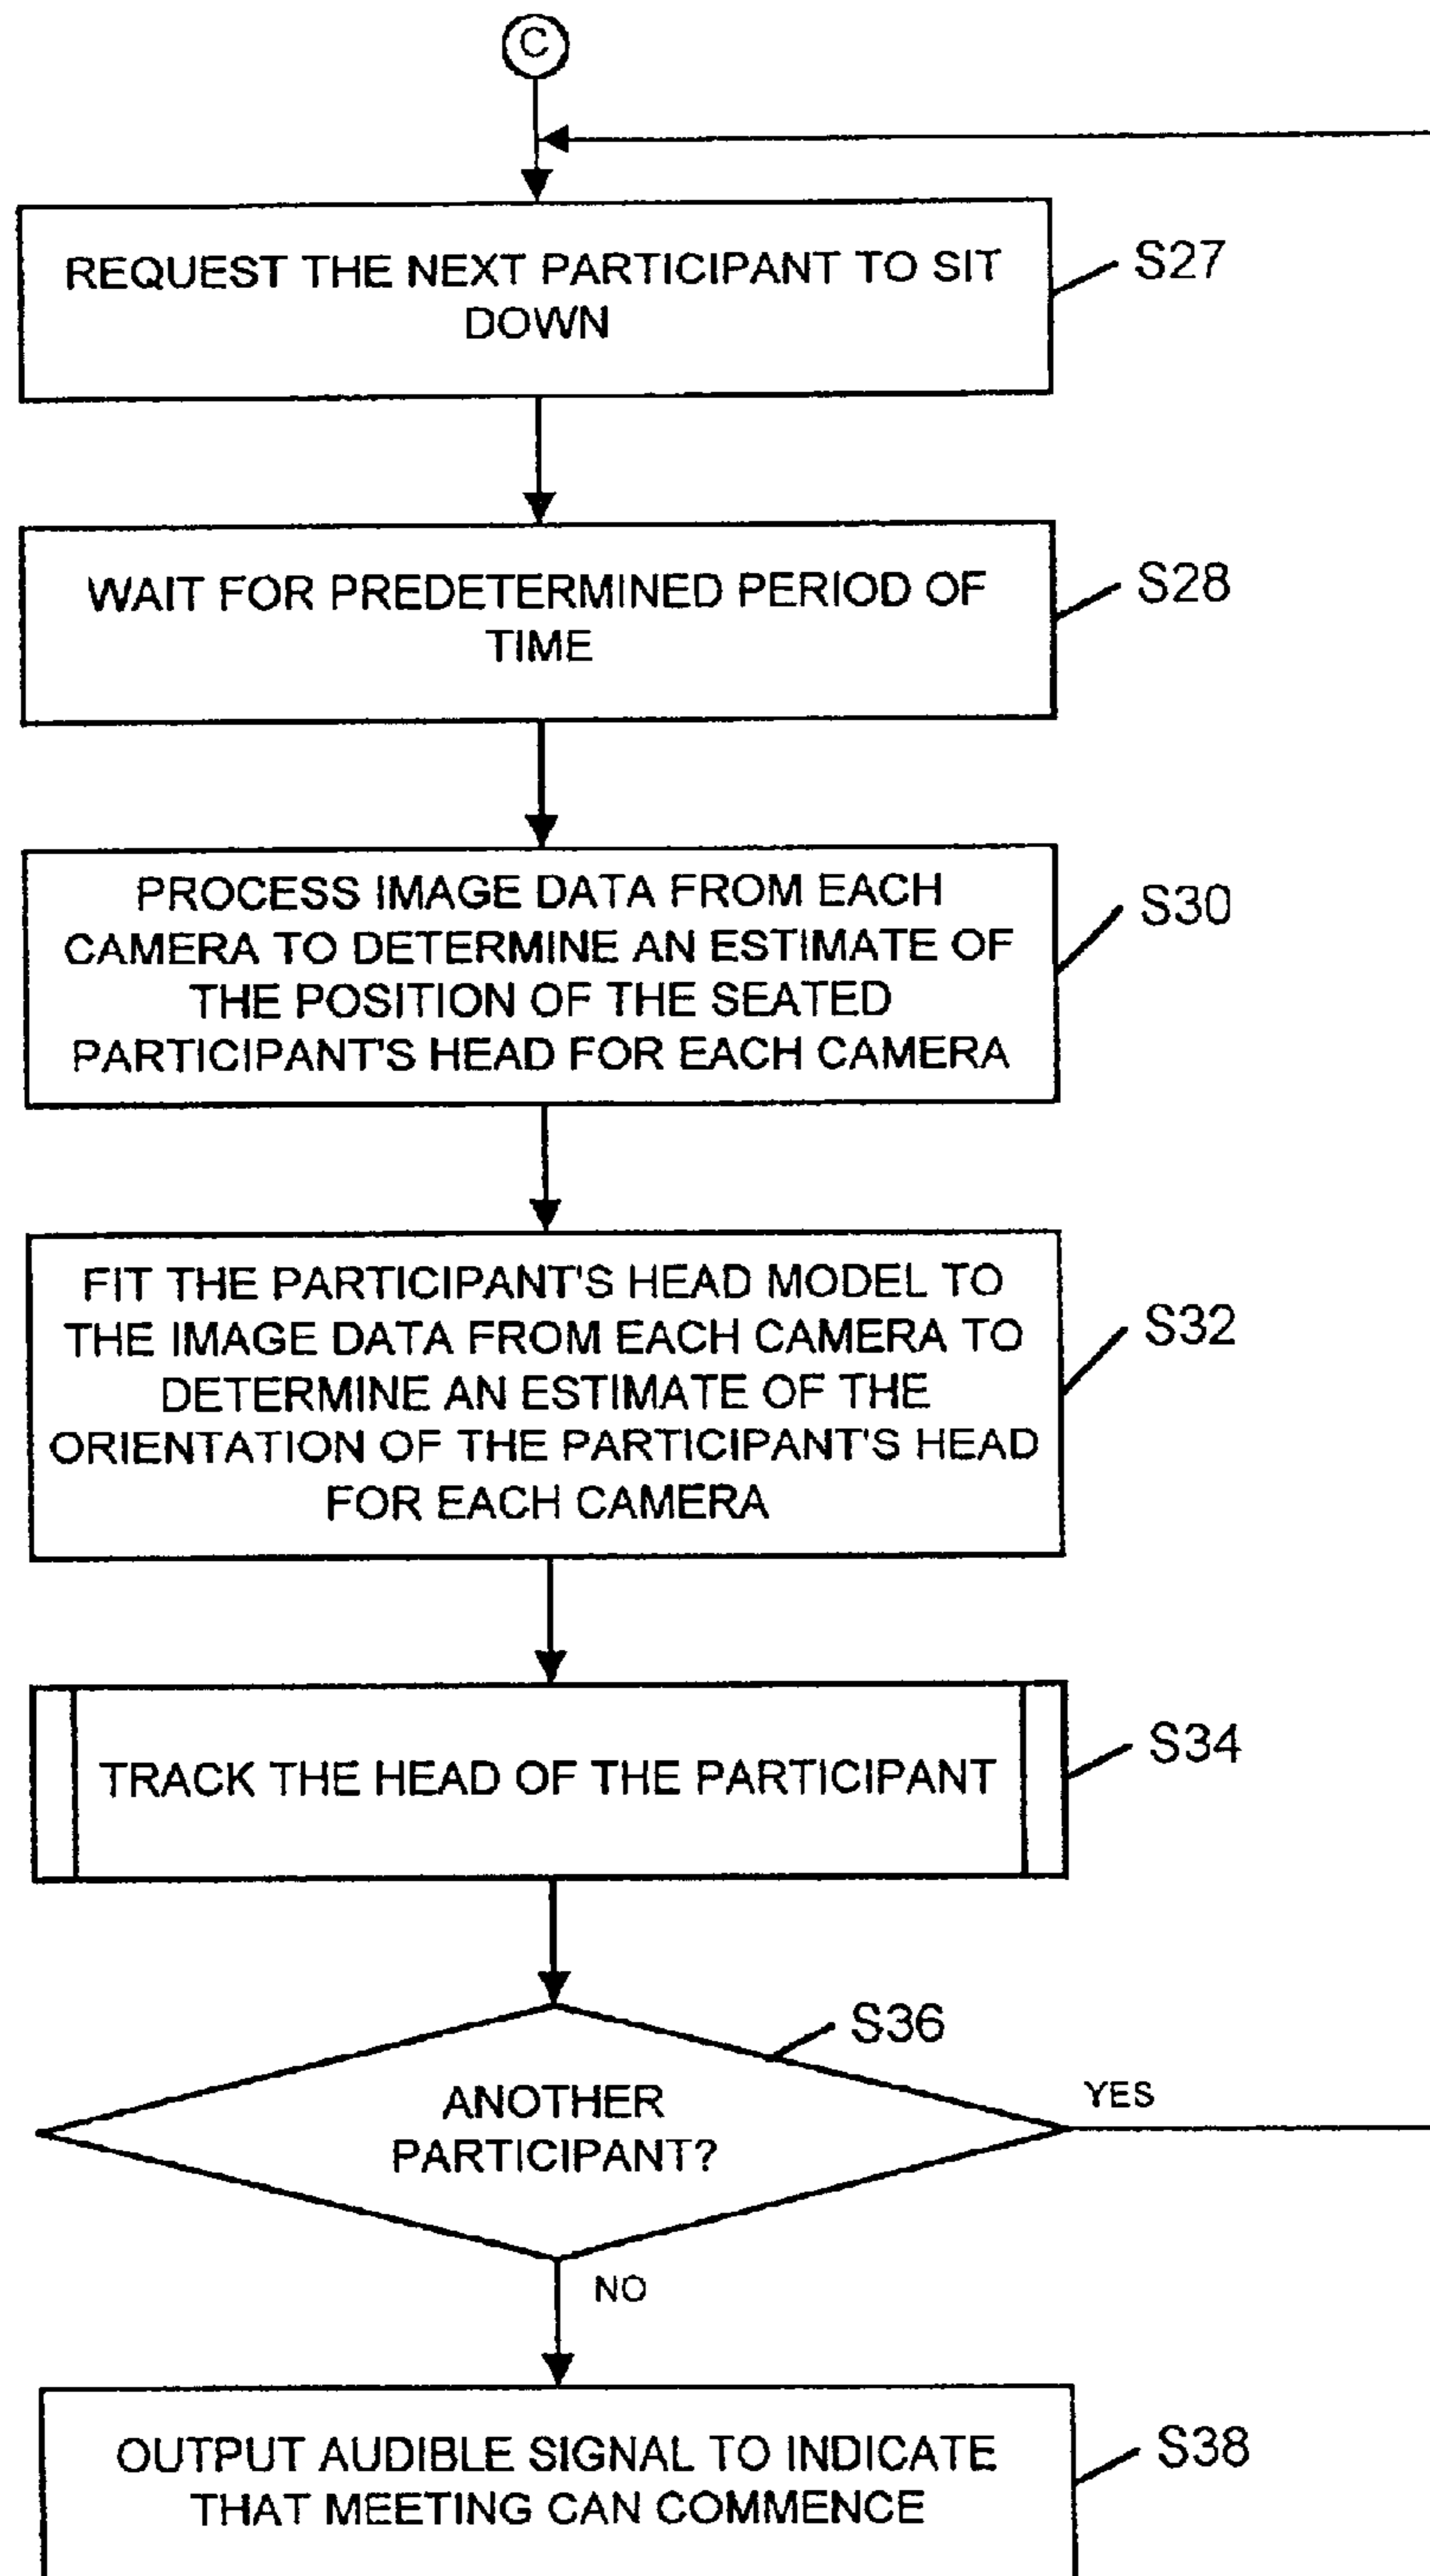 C
REQUEST THE NEXT PARTICIPANT TO SIT
DOWN
S27
WAIT FOR PREDETERMINED PERIOD OF
TIME
S28
PROCESS IMAGE DATA FROM EACH
CAMERA TO DETERMINE AN ESTIMATE OF
THE POSITION OF THE SEATED
PARTICIPANT'S HEAD FOR EACH CAMERA
S30
FIT THE PARTICIPANT'S HEAD MODEL TO
THE IMAGE DATA FROM EACH CAMERA TO
DETERMINE AN ESTIMATE OF THE
ORIENTATION OF THE PARTICIPANT'S HEAD
FOR EACH CAMERA
S32
TRACK THE HEAD OF THE PARTICIPANT
S34
S36
ANOTHER
PARTICIPANT?
YES
NO
OUTPUT AUDIBLE SIGNAL TO INDICATE
THAT MEETING CAN COMMENCE
S38